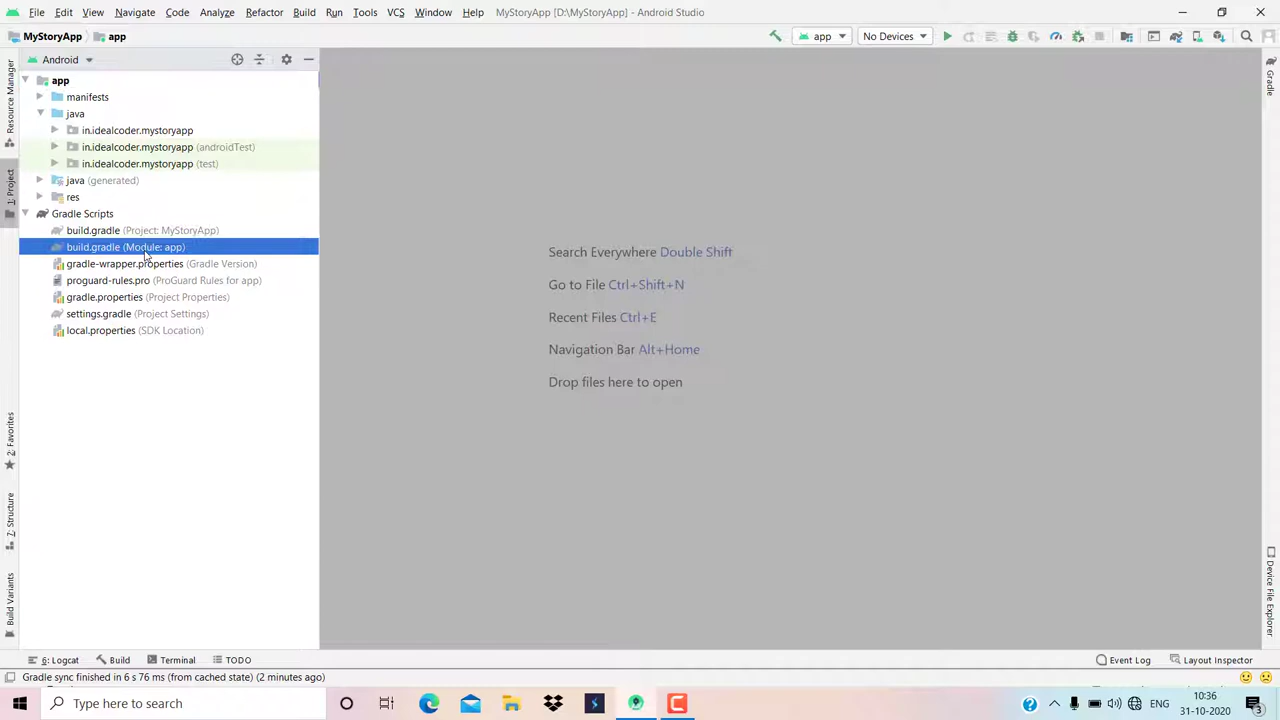 File Edit View Navigate Code Analyze Refactor Build Run Tools VCS Window Help MyStoryApp [D:\MyStoryApp] - Android Studio
MyStoryApp app
app No Devices
Android
Resource Manager
1: Project
2: Favorites
7: Structure
Build Variants
app
manifests
java
in.idealcoder.mystoryapp
in.idealcoder.mystoryapp (androidTest)
in.idealcoder.mystoryapp (test)
java (generated)
res
Gradle Scripts
build.gradle (Project: MyStoryApp)
build.gradle (Module: app)
gradle-wrapper.properties (Gradle Version)
proguard-rules.pro (ProGuard Rules for app)
gradle.properties (Project Properties)
settings.gradle (Project Settings)
local.properties (SDK Location)
Search Everywhere Double Shift
Go to File Ctrl+Shift+N
Recent Files Ctrl+E
Navigation Bar Alt+Home
Drop files here to open
Gradle
Device File Explorer
6: Logcat Build Terminal TODO Event Log Layout Inspector
Gradle sync finished in 6 s 76 ms (from cached state) (2 minutes ago)
Type here to search
ENG
10:36
31-10-2020
3